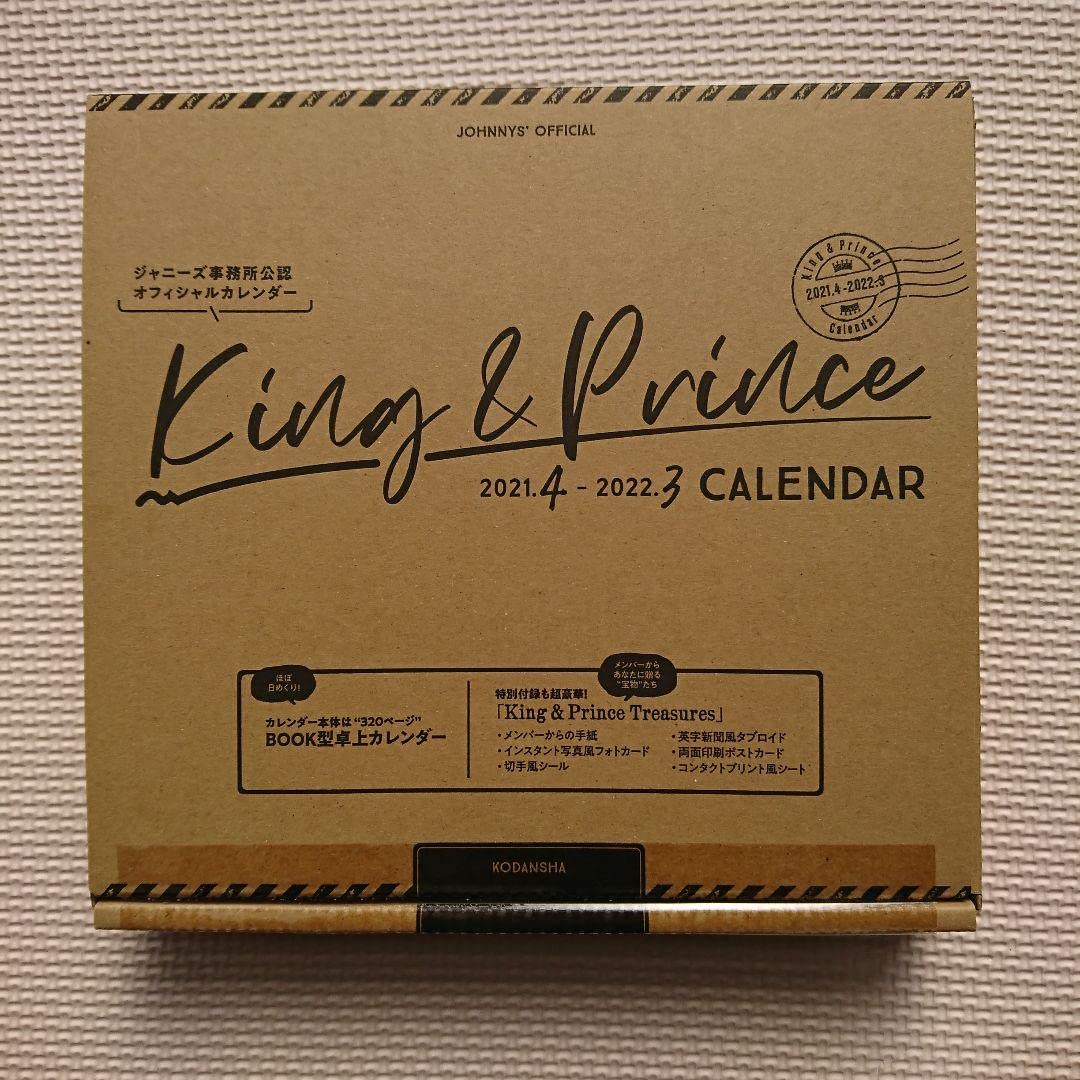 JOHNNYS' OFFICIAL
ジャニーズ事務所公認
オフィシャルカレンダー
King & Prince
2021.4-2022.3
Calendar
King & Prince
2021.4 - 2022.3 CALENDAR
ほぼ
日めくり!
カレンダー本体は“320ページ”
BOOK型卓上カレンダー
メンバーから
あなたに贈る
“宝物”たち
特別付録も超豪華!
「King & Prince Treasures」
・メンバーからの手紙
・インスタント写真風フォトカード
・切手風シール
・英字新聞風タブロイド
・両面印刷ポストカード
・コンタクトプリント風シート
KODANSHA